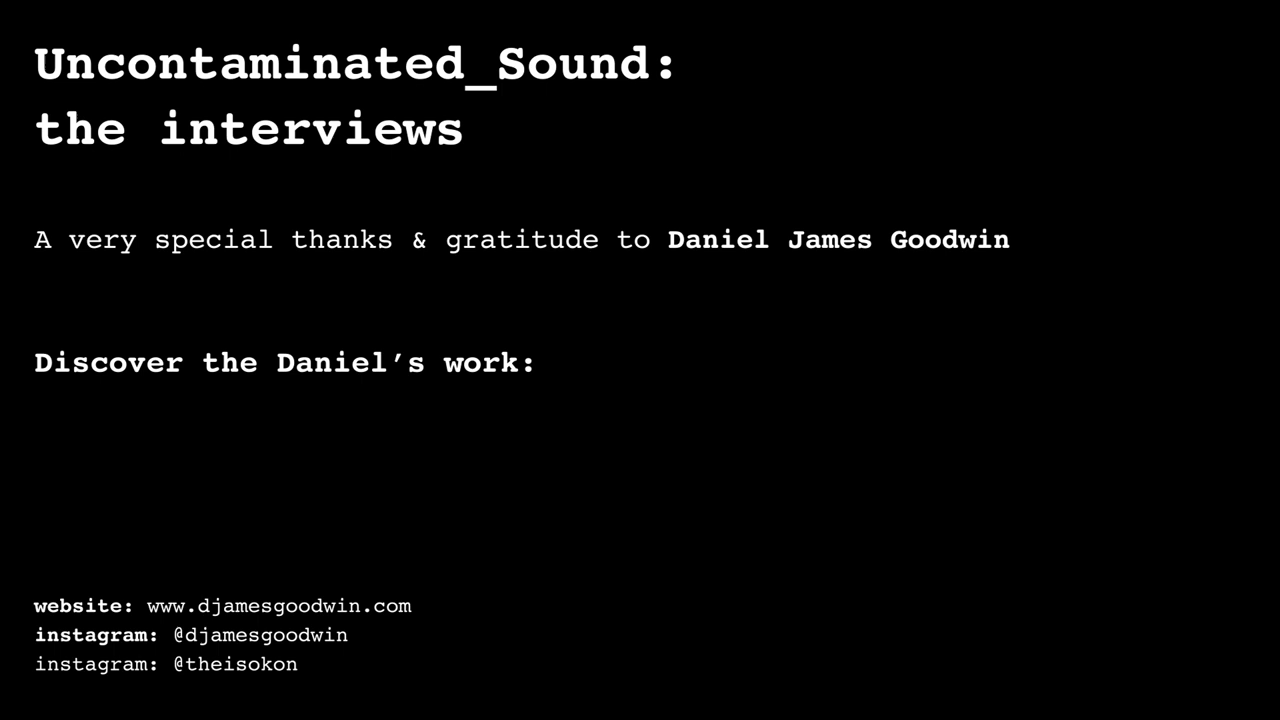 Uncontaminated_Sound:
the interviews
A very special thanks & gratitude to Daniel James Goodwin
Discover the Daniel’s work:
website: www.djamesgoodwin.com
instagram: @djamesgoodwin
instagram: @theisokon